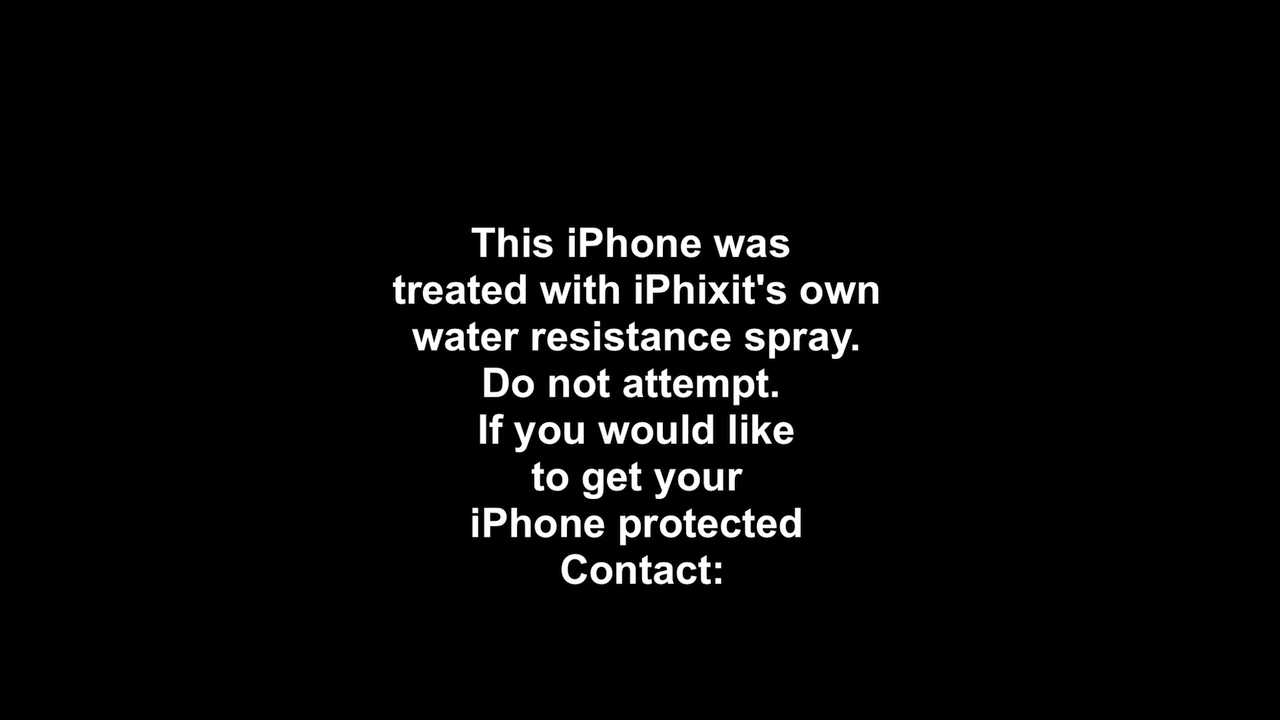 This iPhone was
treated with iPhixit's own
water resistance spray.
Do not attempt.
If you would like
to get your
iPhone protected
Contact: